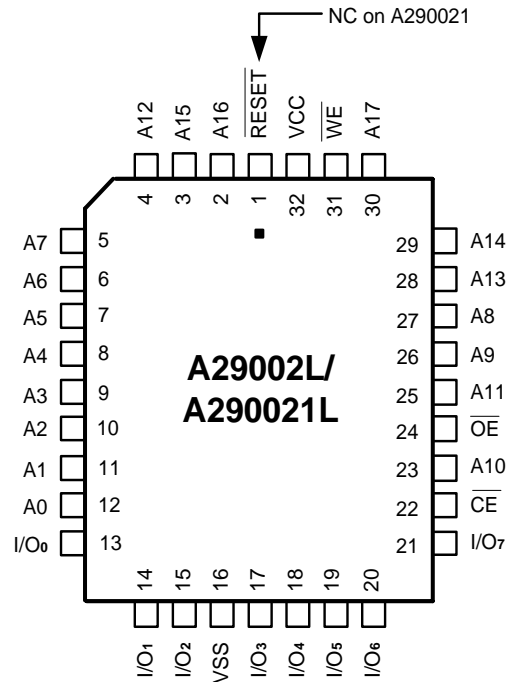 NC on A290021
A12
A15
A16
RESET
VCC
WE
A17
4
3
2
1
32
31
30
A7 5
A6 6
A5 7
A4 8
A3 9
A2 10
A1 11
A0 12
I/O0 13
A29002L/
A290021L
29 A14
28 A13
27 A8
26 A9
25 A11
24 OE
23 A10
22 CE
21 I/O7
14
15
16
17
18
19
20
I/O1
I/O2
VSS
I/O3
I/O4
I/O5
I/O6